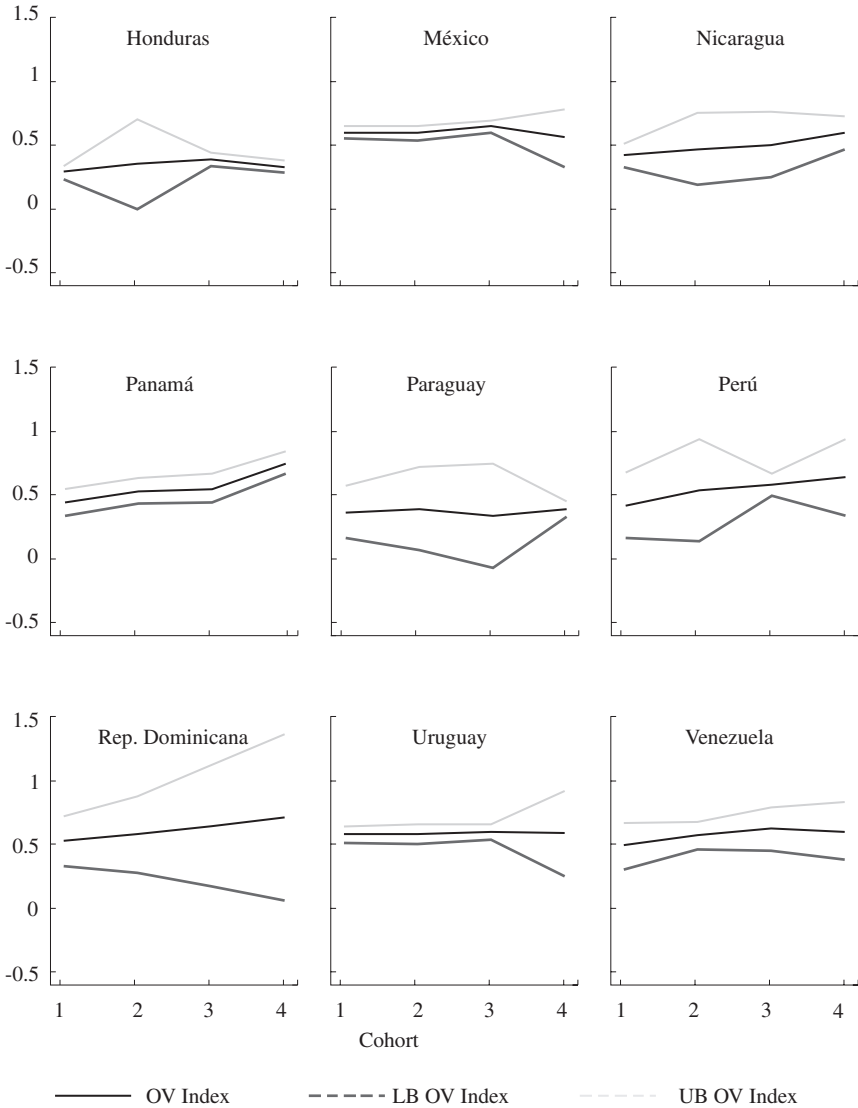 1.5
Honduras
México
Nicaragua
1
0.5
0
-0.5
1.5
Panamá
Paraguay
Perú
1
0.5
0
-0.5
1.5
Rep. Dominicana
Uruguay
Venezuela
1
0.5
0
-0.5
1 2 3 4 1 2 3 4 1 2 3 4
Cohort
OV Index LB OV Index UB OV Index